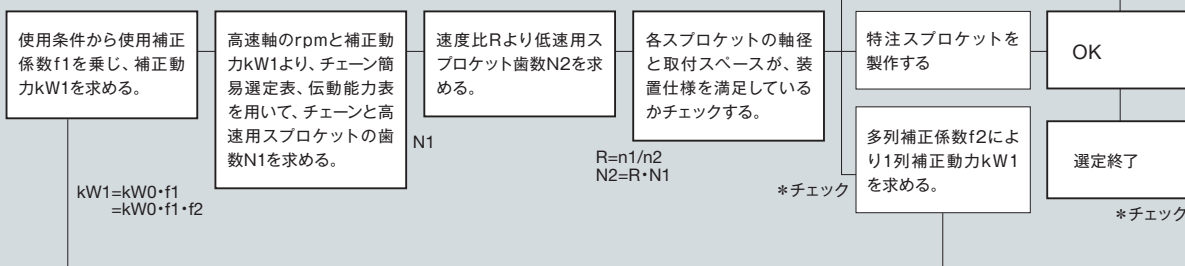 使用条件から使用補正
係数f1を乗じ、補正動
力kW1を求める。
kW1=kW0・f1
=kW0・f1・f2
高速軸のrpmと補正動
力kW1より、チェーン簡
易選定表、伝動能力表
を用いて、チェーンと高
速用スプロケットの歯
数N1を求める。
N1
速度比Rより低速用ス
プロケット歯数N2を求
める。
各スプロケットの軸径
と取付スペースが、装
置仕様を満足している
かチェックする。
R=n1/n2
N2=R・N1
＊チェック
特注スプロケットを
製作する
多列補正係数f2によ
り1列補正動力kW1
を求める。
OK
選定終了
＊チェック